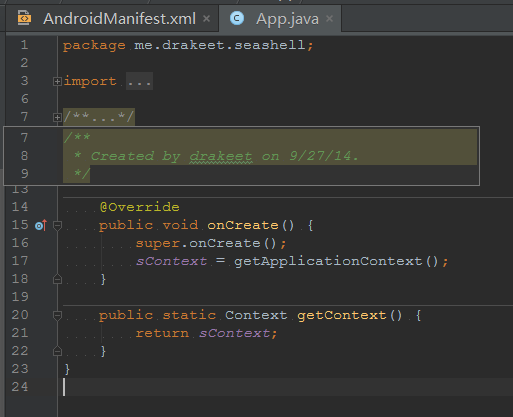 AndroidManifest.xml × App.java ×
1 package me.drakeet.seashell;
2
3 import ...
6
7 /**...*/
7 /**
8 * Created by drakeet on 9/27/14.
9 */
13
14 @Override
15 public void onCreate() {
16 super.onCreate();
17 sContext = getApplicationContext();
18 }
19
20 public static Context getContext() {
21 return sContext;
22 }
23 }
24